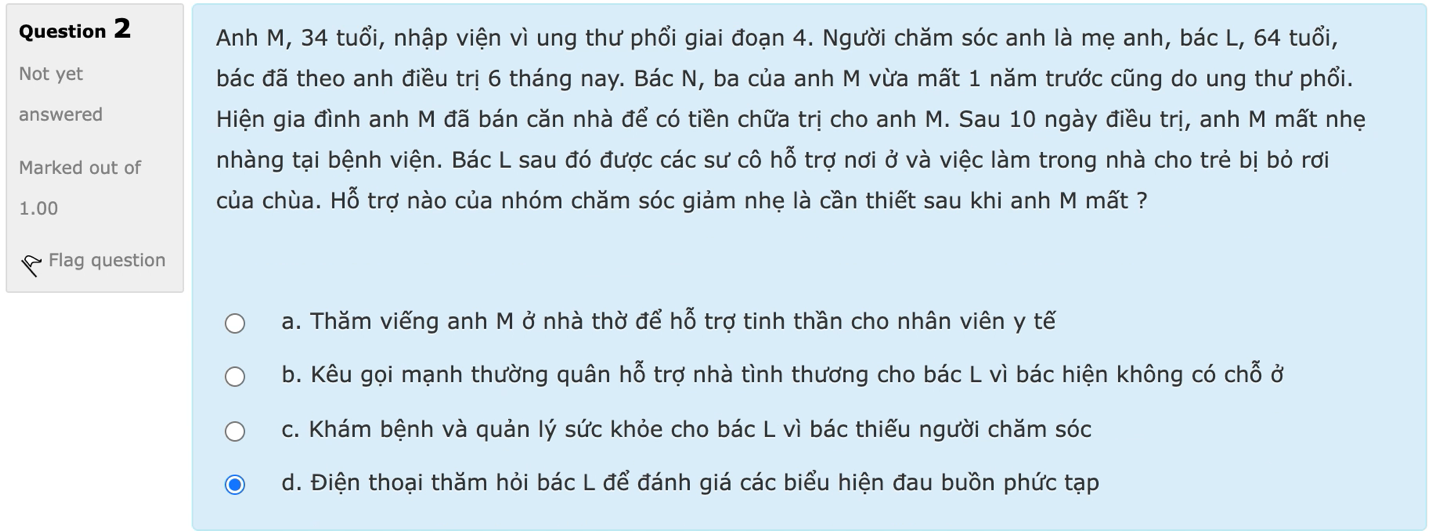 Question 2
Not yet
answered
Marked out of
1.00
Flag question
Anh M, 34 tuổi, nhập viện vì ung thư phổi giai đoạn 4. Người chăm sóc anh là mẹ anh, bác L, 64 tuổi,
bác đã theo anh điều trị 6 tháng nay. Bác N, ba của anh M vừa mất 1 năm trước cũng do ung thư phổi.
Hiện gia đình anh M đã bán căn nhà để có tiền chữa trị cho anh M. Sau 10 ngày điều trị, anh M mất nhẹ
nhàng tại bệnh viện. Bác L sau đó được các sư cô hỗ trợ nơi ở và việc làm trong nhà cho trẻ bị bỏ rơi
của chùa. Hỗ trợ nào của nhóm chăm sóc giảm nhẹ là cần thiết sau khi anh M mất ?
a. Thăm viếng anh M ở nhà thờ để hỗ trợ tinh thần cho nhân viên y tế
b. Kêu gọi mạnh thường quân hỗ trợ nhà tình thương cho bác L vì bác hiện không có chỗ ở
c. Khám bệnh và quản lý sức khỏe cho bác L vì bác thiếu người chăm sóc
d. Điện thoại thăm hỏi bác L để đánh giá các biểu hiện đau buồn phức tạp